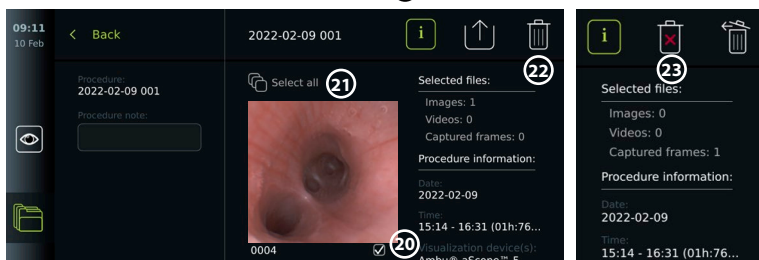 09:11
10 Feb
< Back
2022-02-09 001
i
Procedure:
2022-02-09 001
Procedure note:
Select all
21
22
0004
20
Selected files:
Images: 1
Videos: 0
Captured frames: 0
Procedure information:
Date:
2022-02-09
Time:
15:14 - 16:31 (01h:76...
Visualization device(s):
Ambu® aScope™ 5
i
23
Selected files:
Images: 0
Videos: 0
Captured frames: 1
Procedure information:
Date:
2022-02-09
Time:
15:14 - 16:31 (01h:76...